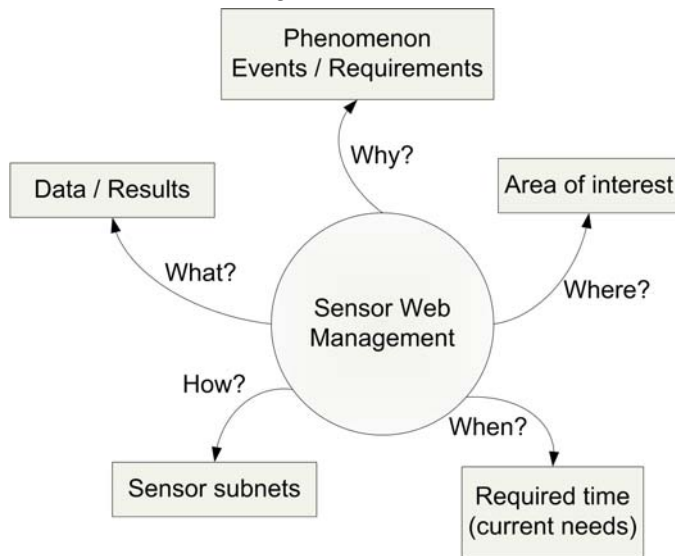 Phenomenon
Events / Requirements
Why?
Data / Results
Area of interest
What?
Where?
Sensor Web
Management
How?
When?
Sensor subnets
Required time
(current needs)